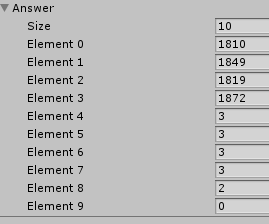 Answer
Size 10
Element 0 1810
Element 1 1849
Element 2 1819
Element 3 1872
Element 4 3
Element 5 3
Element 6 3
Element 7 3
Element 8 2
Element 9 0